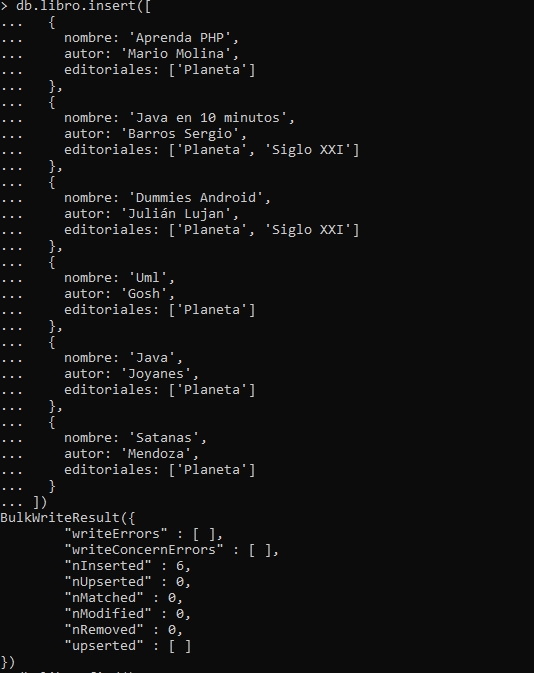 > db.libro.insert([
...   {
...     nombre: 'Aprenda PHP',
...     autor: 'Mario Molina',
...     editoriales: ['Planeta']
...   },
...   {
...     nombre: 'Java en 10 minutos',
...     autor: 'Barros Sergio',
...     editoriales: ['Planeta', 'Siglo XXI']
...   },
...   {
...     nombre: 'Dummies Android',
...     autor: 'Julián Lujan',
...     editoriales: ['Planeta', 'Siglo XXI']
...   },
...   {
...     nombre: 'Uml',
...     autor: 'Gosh',
...     editoriales: ['Planeta']
...   },
...   {
...     nombre: 'Java',
...     autor: 'Joyanes',
...     editoriales: ['Planeta']
...   },
...   {
...     nombre: 'Satanas',
...     autor: 'Mendoza',
...     editoriales: ['Planeta']
...   }
... ])
BulkWriteResult({
        "writeErrors" : [ ],
        "writeConcernErrors" : [ ],
        "nInserted" : 6,
        "nUpserted" : 0,
        "nMatched" : 0,
        "nModified" : 0,
        "nRemoved" : 0,
        "upserted" : [ ]
})